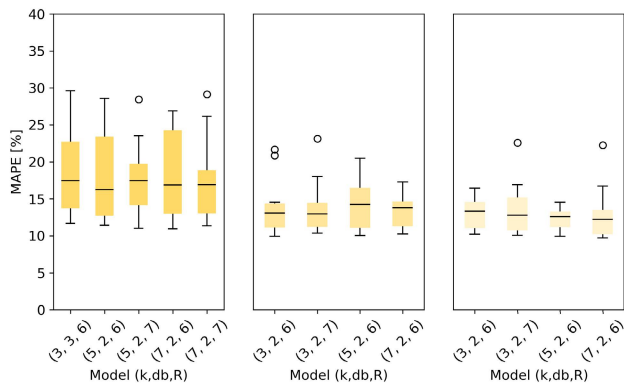 40
35
30
25
20
15
10
5
0
MAPE [%]
(3, 3, 6)
(5, 2, 6)
(5, 2, 7)
(7, 2, 6)
(7, 2, 7)
Model (k,db,R)
(3, 2, 6)
(3, 2, 7)
(5, 2, 6)
(7, 2, 6)
Model (k,db,R)
(3, 2, 6)
(3, 2, 7)
(5, 2, 6)
(7, 2, 6)
Model (k,db,R)